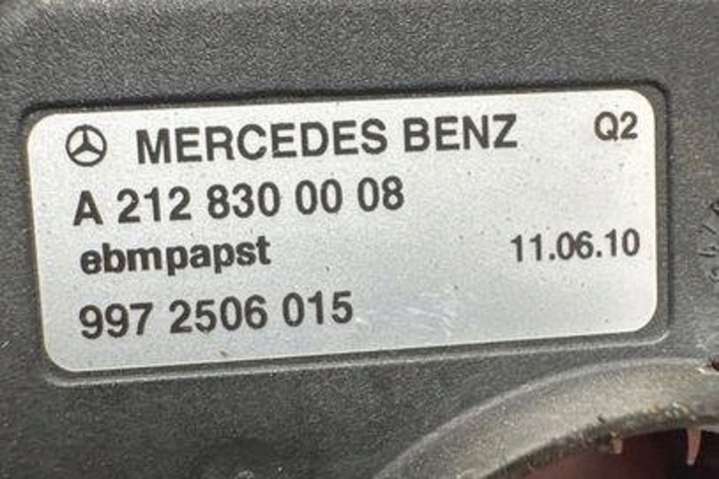 MERCEDES BENZ Q2
A 212 830 00 08
ebmpapst 11.06.10
997 2506 015